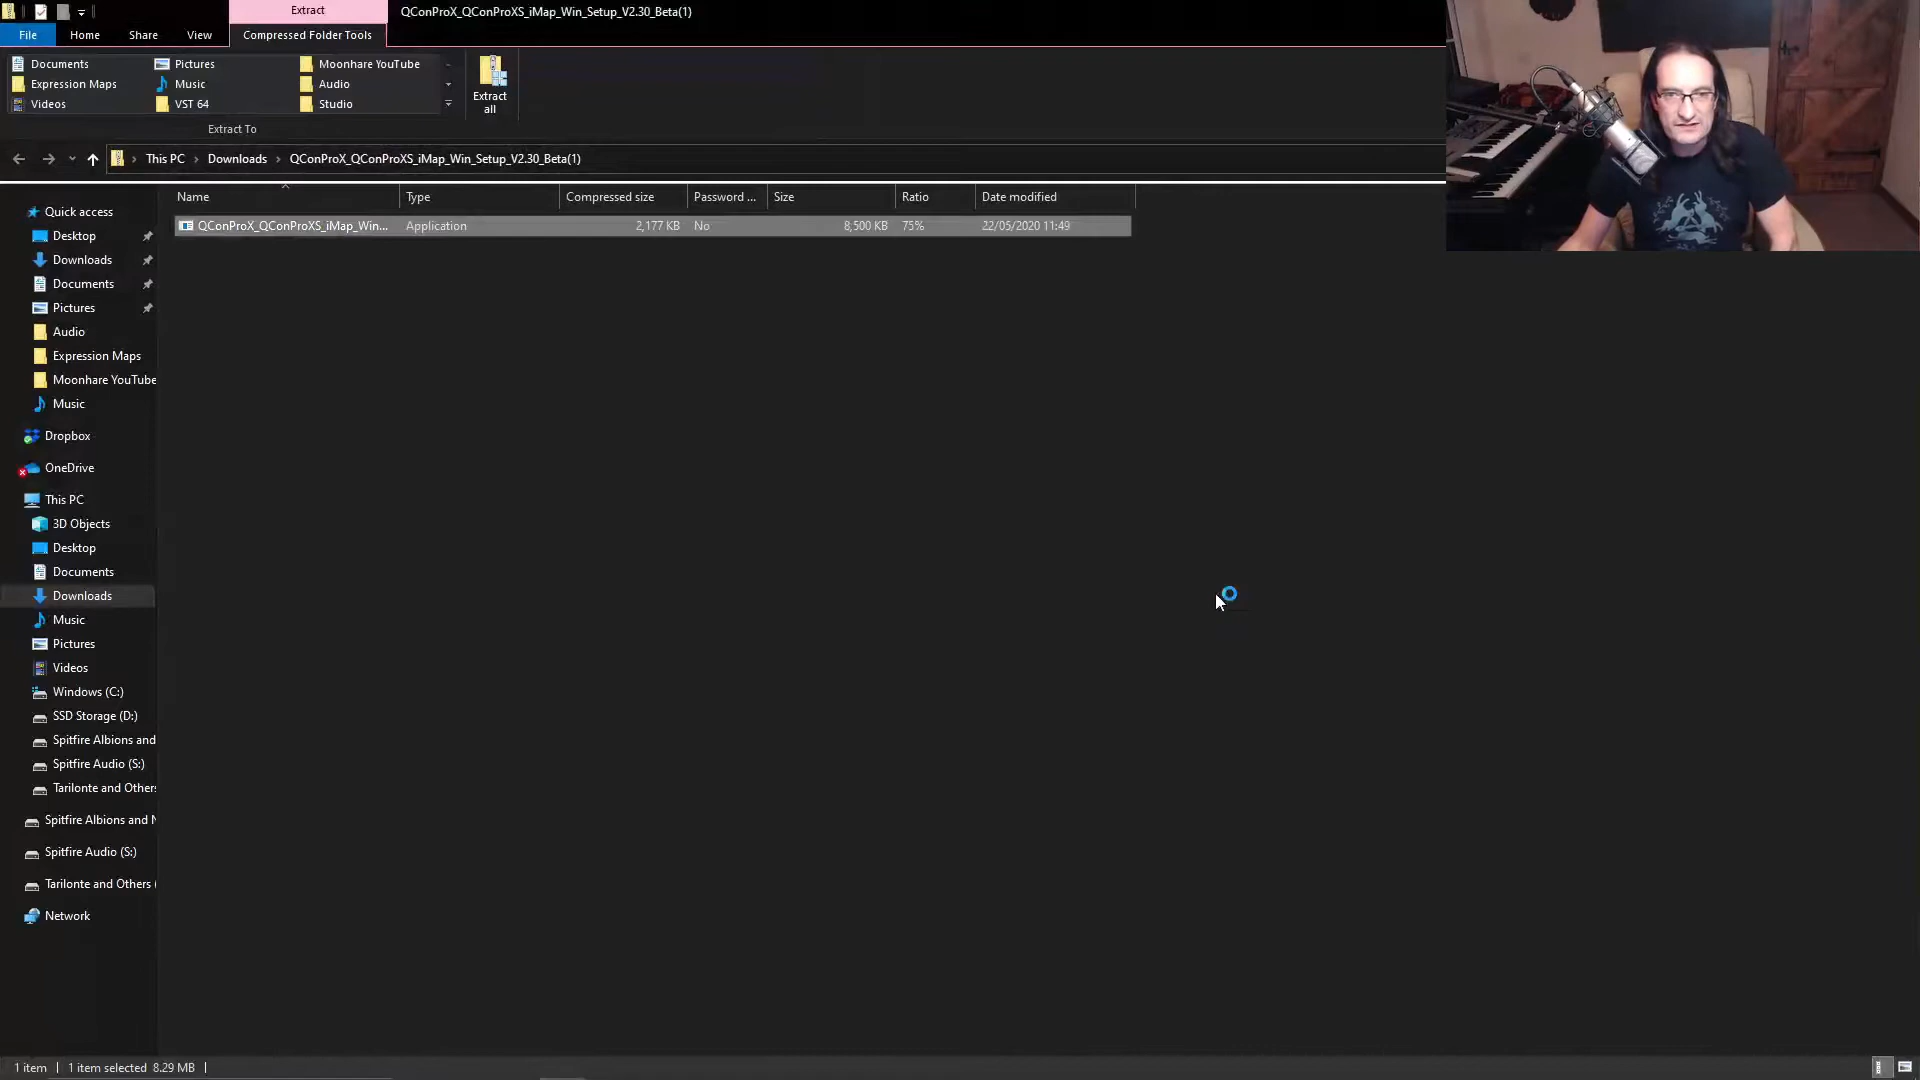 Extract
QConProX_QConProXS_iMap_Win_Setup_V2.30_Beta(1)
File
Home
Share
View
Compressed Folder Tools
Documents
Pictures
Moonhare YouTube
Expression Maps
Music
Audio
Videos
VST 64
Studio
Extract
all
Extract To
This PC
Downloads
QConProX_QConProXS_iMap_Win_Setup_V2.30_Beta(1)
Name
Type
Compressed size
Password ...
Size
Ratio
Date modified
QConProX_QConProXS_iMap_Win...
Application
2,177 KB
No
8,500 KB
75%
22/05/2020 11:49
Quick access
Desktop
Downloads
Documents
Pictures
Audio
Expression Maps
Moonhare YouTube
Music
Dropbox
OneDrive
This PC
3D Objects
Desktop
Documents
Downloads
Music
Pictures
Videos
Windows (C:)
SSD Storage (D:)
Spitfire Albions and
Spitfire Audio (S:)
Tarilonte and Others
Spitfire Albions and N
Spitfire Audio (S:)
Tarilonte and Others (
Network
1 item
1 item selected 8.29 MB